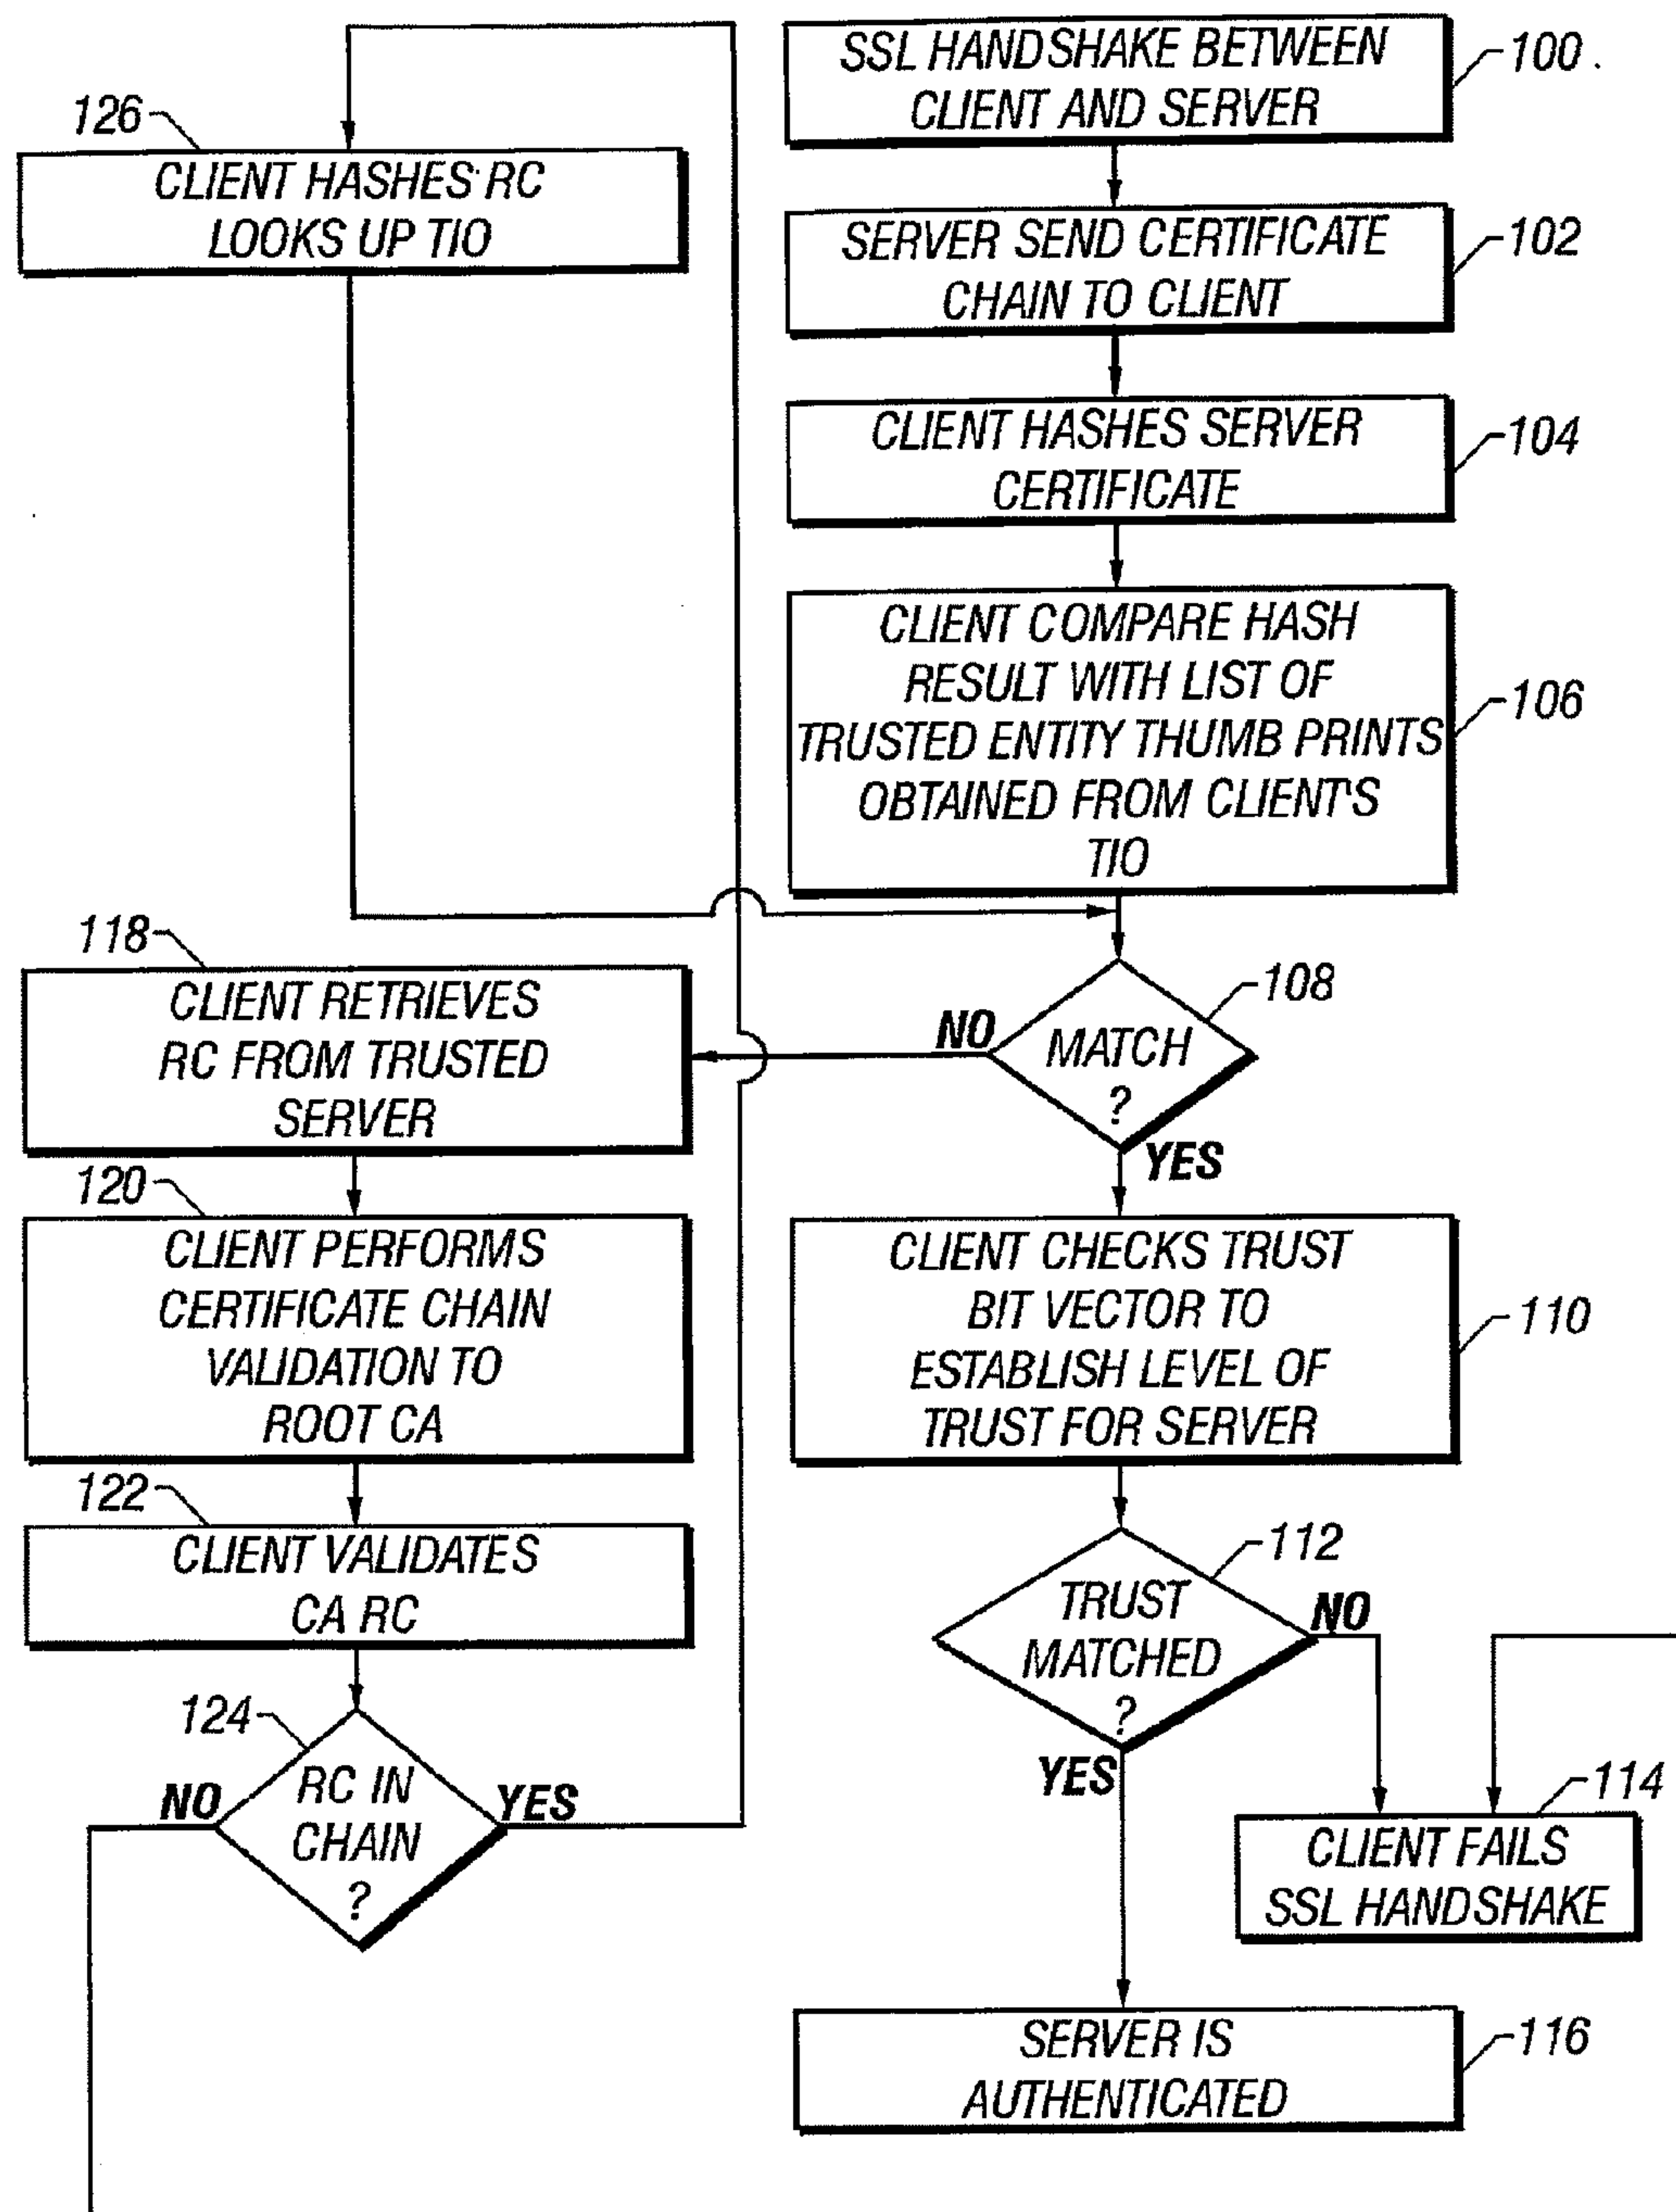 SSL HANDSHAKE BETWEEN
CLIENT AND SERVER
100
SERVER SEND CERTIFICATE
CHAIN TO CLIENT
102
CLIENT HASHES SERVER
CERTIFICATE
104
CLIENT COMPARE HASH
RESULT WITH LIST OF
TRUSTED ENTITY THUMB PRINTS
OBTAINED FROM CLIENT'S
TIO
106
MATCH
?
108
NO
YES
CLIENT CHECKS TRUST
BIT VECTOR TO
ESTABLISH LEVEL OF
TRUST FOR SERVER
110
TRUST
MATCHED
?
112
NO
YES
CLIENT FAILS
SSL HANDSHAKE
114
SERVER IS
AUTHENTICATED
116
118
CLIENT RETRIEVES
RC FROM TRUSTED
SERVER
120
CLIENT PERFORMS
CERTIFICATE CHAIN
VALIDATION TO
ROOT CA
122
CLIENT VALIDATES
CA RC
124
RC IN
CHAIN
?
NO
YES
126
CLIENT HASHES RC
LOOKS UP TIO